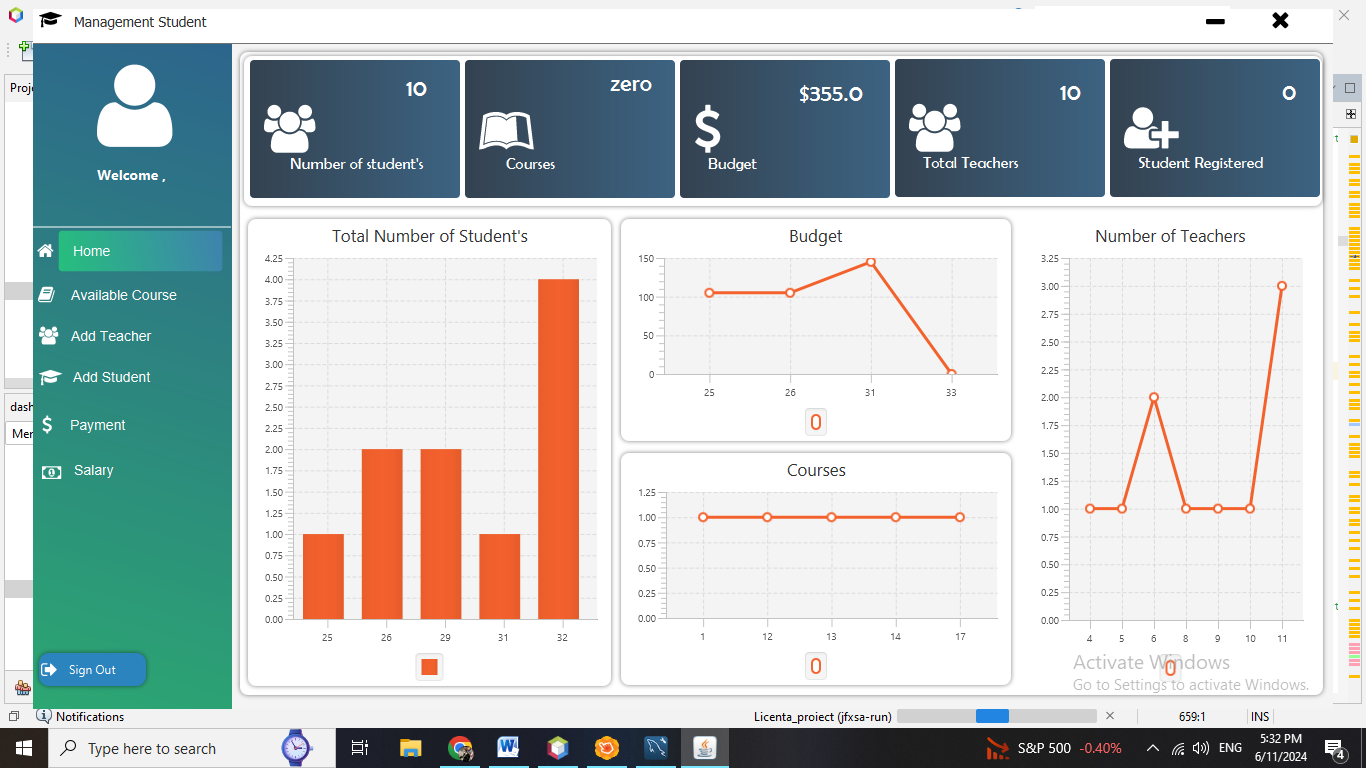 Management Student
Proj
Welcome ,
Home
Available Course
Add Teacher
Add Student
Payment
Salary
Sign Out
dash
Mer
10
Number of student's
zero
Courses
$355.0
Budget
10
Total Teachers
0
Student Registered
Total Number of Student's
4.25
4.00
3.75
3.50
3.25
3.00
2.75
2.50
2.25
2.00
1.75
1.50
1.25
1.00
0.75
0.50
0.25
0.00
25 26 29 31 32
Budget
150
100
50
0
25 26 31 33
Courses
1.25
1.00
0.75
0.50
0.25
0.00
1 12 13 14 17
Number of Teachers
3.25
3.00
2.75
2.50
2.25
2.00
1.75
1.50
1.25
1.00
0.75
0.50
0.25
0.00
4 5 6 8 9 10 11
Activate Windows
Go to Settings to activate Windows.
Notifications
Licenta_proiect (jfxsa-run)
659:1
INS
Type here to search
S&P 500 -0.40%
ENG
5:32 PM
6/11/2024
4